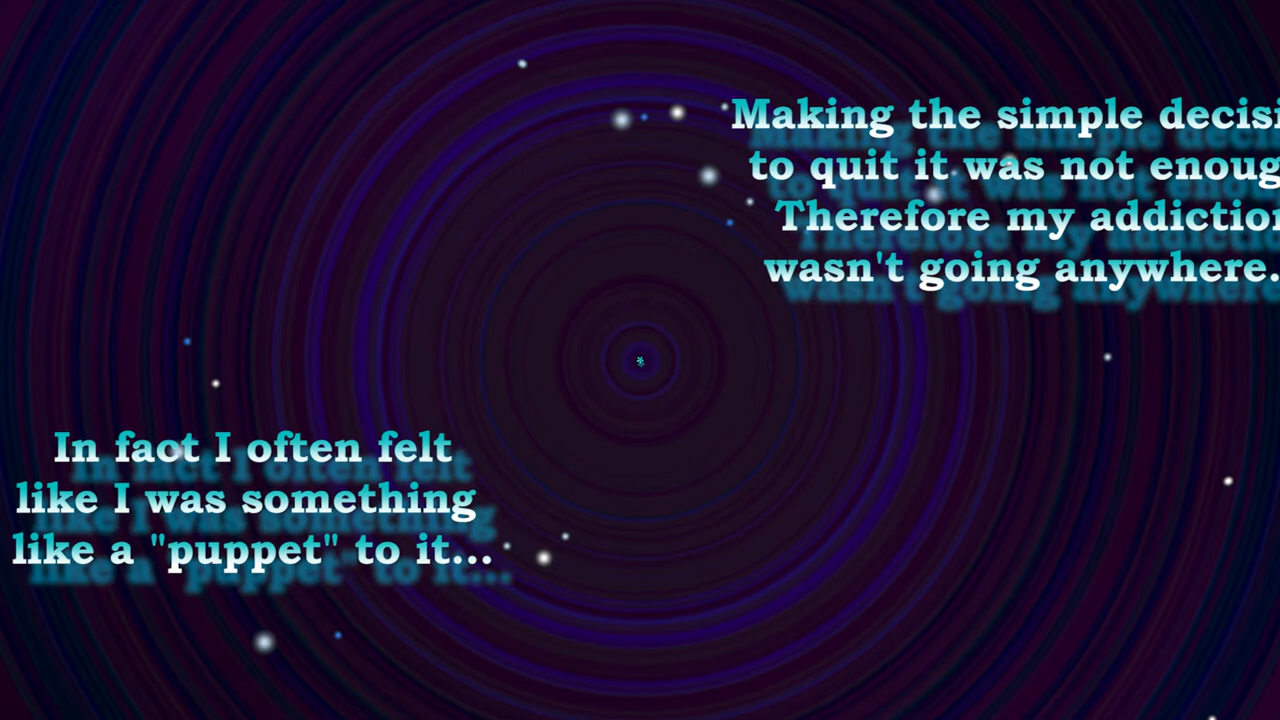 Making the simple decisi
to quit it was not enoug
Therefore my addiction
wasn't going anywhere.
In fact I often felt
like I was something
like a "puppet" to it...